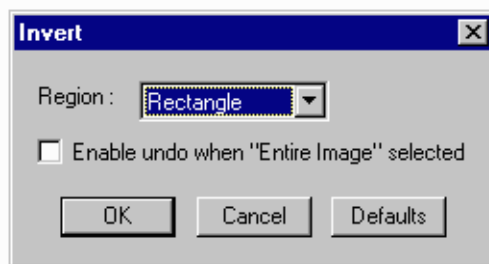 Invert
Region : Rectangle
Enable undo when "Entire Image" selected
OK Cancel Defaults